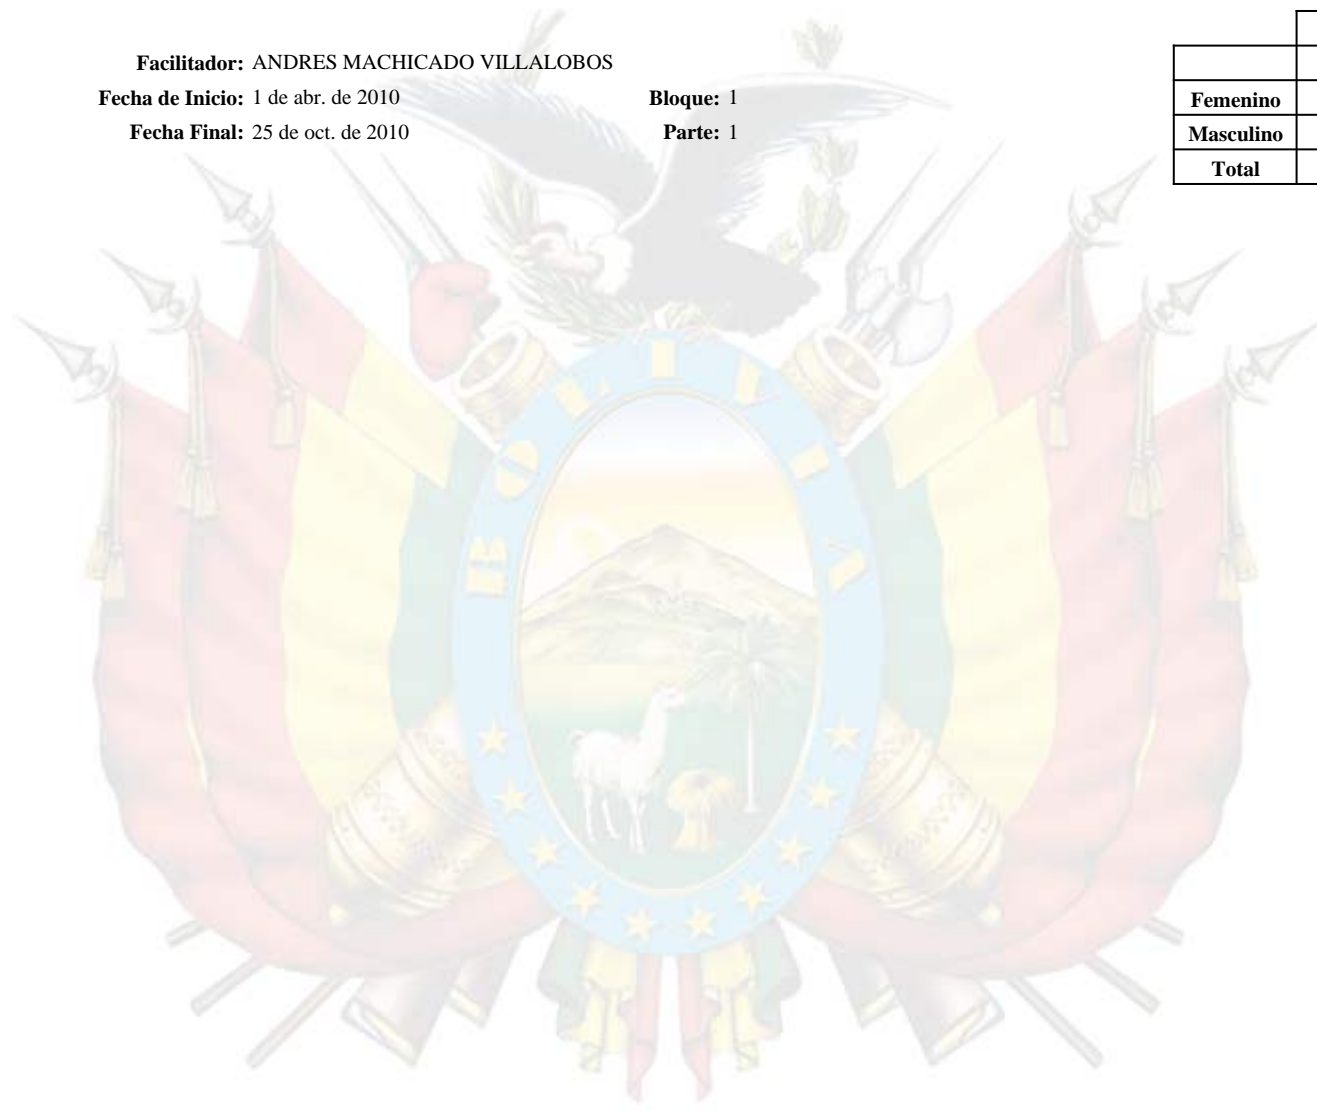 Facilitador: ANDRES MACHICADO VILLALOBOS
Fecha de Inicio: 1 de abr. de 2010 Bloque: 1
Fecha Final: 25 de oct. de 2010 Parte: 1
Femenino
Masculino
Total
BOLIVIA